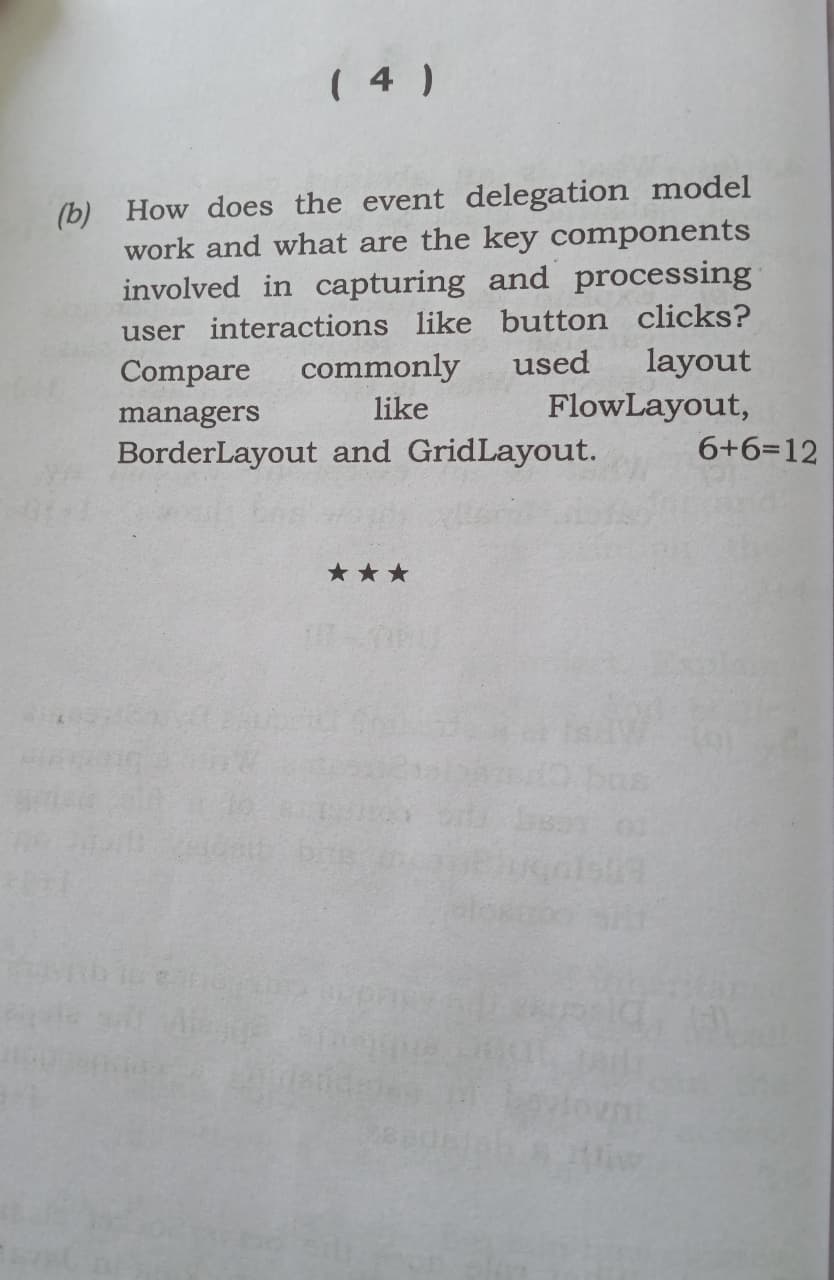 ( 4 )
(b) How does the event delegation model
work and what are the key components
involved in capturing and processing
user interactions like button clicks?
Compare commonly used layout
managers like FlowLayout,
BorderLayout and GridLayout. 6+6=12
★ ★ ★